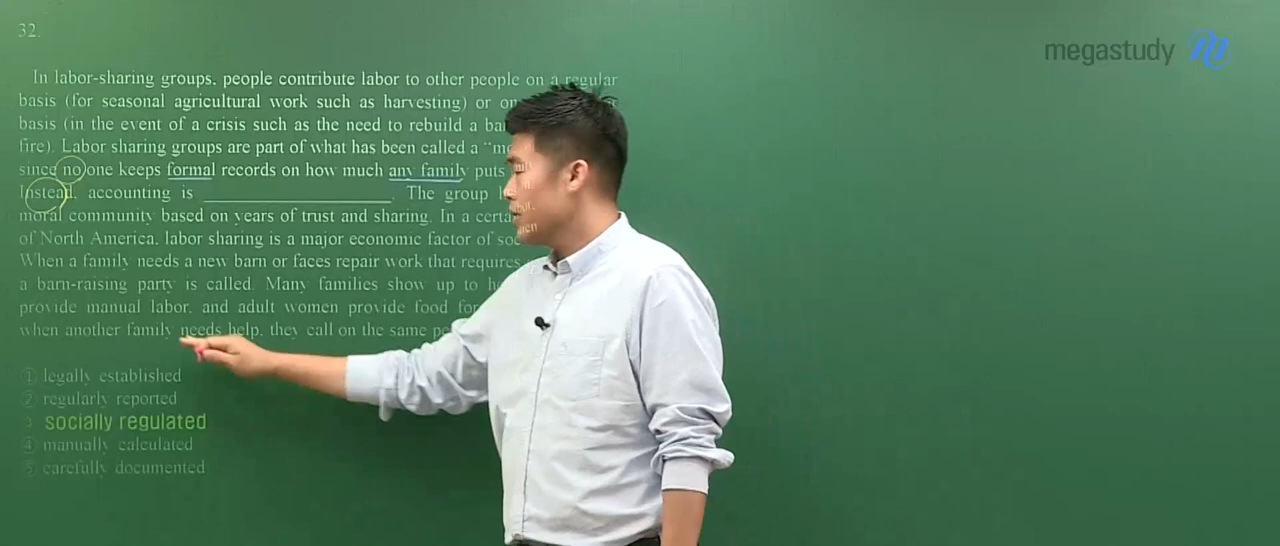 32.
megastudy
In labor-sharing groups, people contribute labor to other people on a regular
basis (for seasonal agricultural work such as harvesting) or on
basis (in the event of a crisis such as the need to rebuild a
fire). Labor sharing groups are part of what has been called a
since no one keeps formal records on how much any family puts
Instead, accounting is ____________________. The group
moral community based on years of trust and sharing. In a
of North America, labor sharing is a major economic factor of
When a family needs a new barn or faces repair work that requires
a barn-raising party is called. Many families show up to
provide manual labor, and adult women provide food
when another family needs help, they call on the same
① legally established
② regularly reported
③ socially regulated
④ manually calculated
⑤ carefully documented